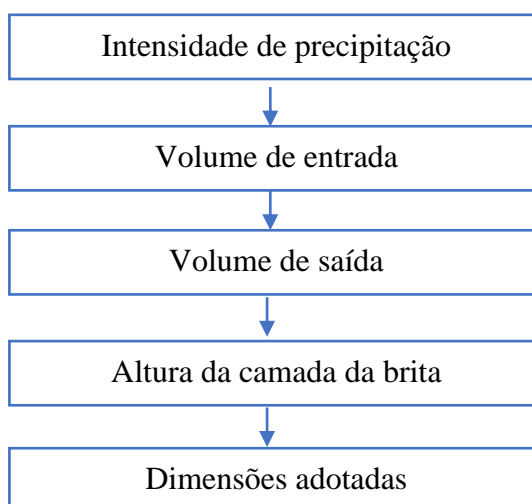 Intensidade de precipitação
Volume de entrada
Volume de saída
Altura da camada da brita
Dimensões adotadas